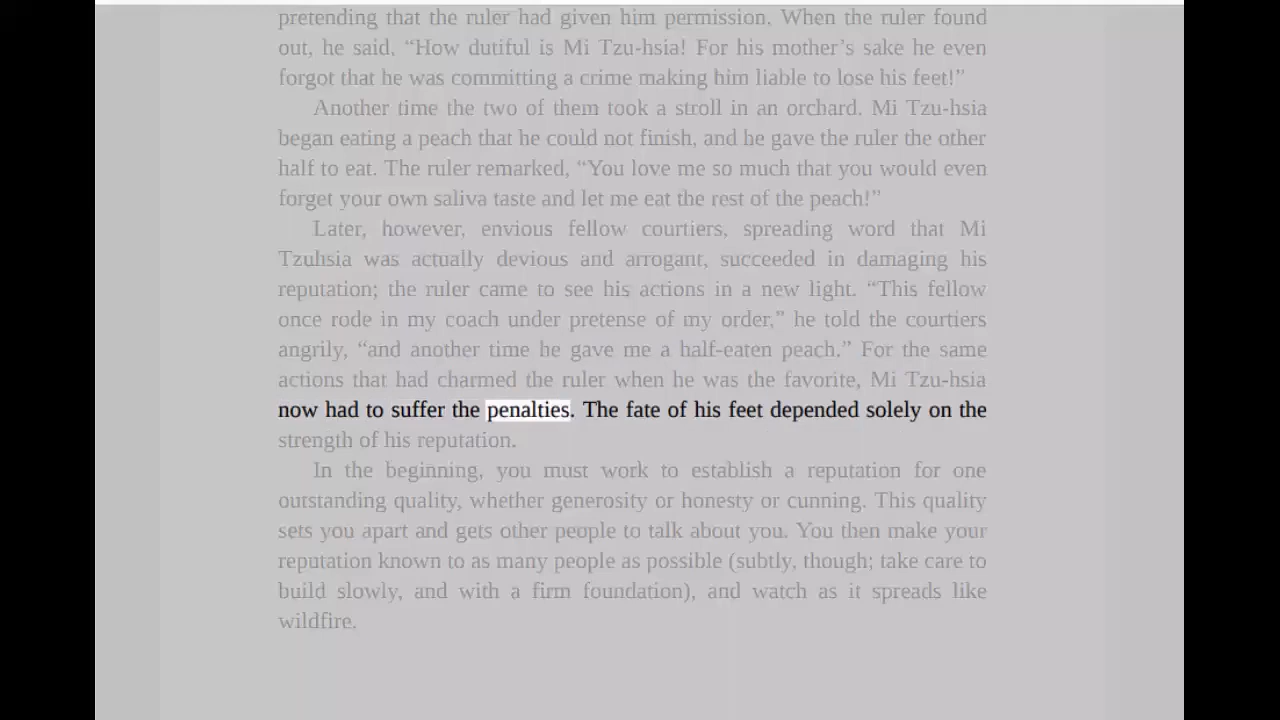 pretending that the ruler had given him permission. When the ruler found
out, he said, “How dutiful is Mi Tzu-hsia! For his mother’s sake he even
forgot that he was committing a crime making him liable to lose his feet!”
Another time the two of them took a stroll in an orchard. Mi Tzu-hsia
began eating a peach that he could not finish, and he gave the ruler the other
half to eat. The ruler remarked, “You love me so much that you would even
forget your own saliva taste and let me eat the rest of the peach!”
Later, however, envious fellow courtiers, spreading word that Mi
Tzuhsia was actually devious and arrogant, succeeded in damaging his
reputation; the ruler came to see his actions in a new light. “This fellow
once rode in my coach under pretense of my order,” he told the courtiers
angrily, “and another time he gave me a half-eaten peach.” For the same
actions that had charmed the ruler when he was the favorite, Mi Tzu-hsia
now had to suffer the penalties. The fate of his feet depended solely on the
strength of his reputation.
In the beginning, you must work to establish a reputation for one
outstanding quality, whether generosity or honesty or cunning. This quality
sets you apart and gets other people to talk about you. You then make your
reputation known to as many people as possible (subtly, though; take care to
build slowly, and with a firm foundation), and watch as it spreads like
wildfire.